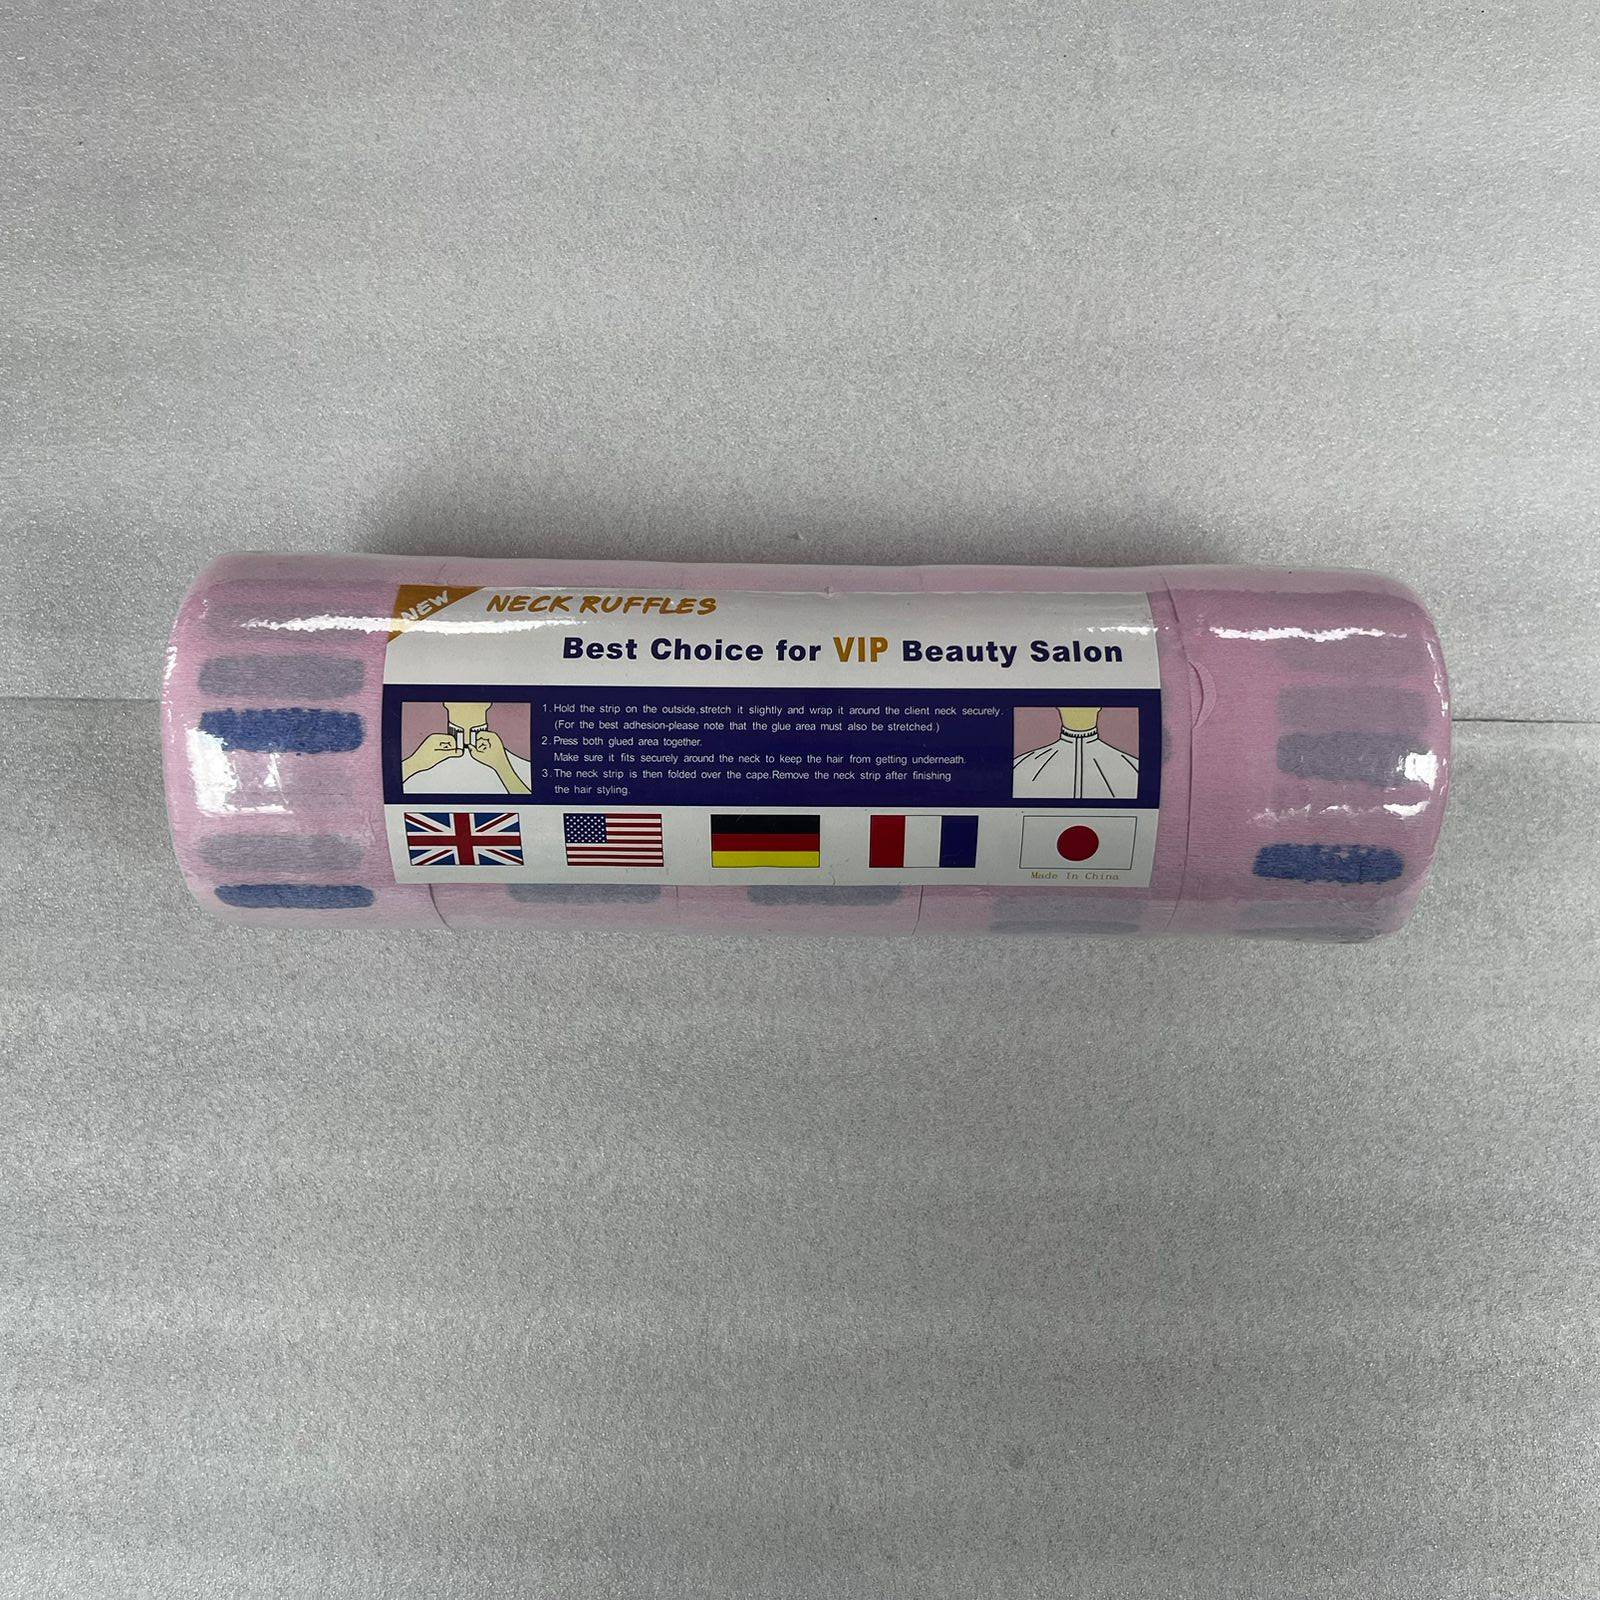 NEW
NECK RUFFLES
Best Choice for VIP Beauty Salon
1. Hold the strip on the outside,stretch it slightly and wrap it around the client neck securely.
(For the best adhesion-please note that the glue area must also be stretched.)
2. Press both glued area together.
Make sure it fits securely around the neck to keep the hair from getting underneath.
3. The neck strip is then folded over the cape.Remove the neck strip after finishing
the hair styling.
Made In China